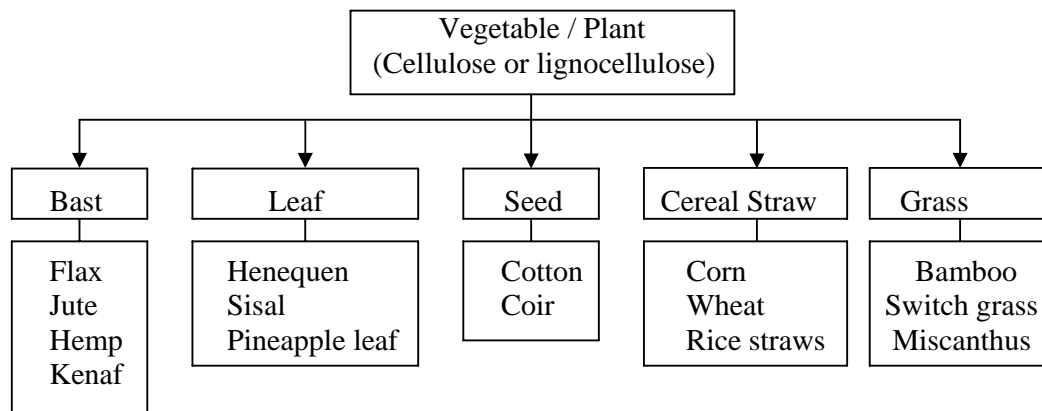 Vegetable / Plant
(Cellulose or lignocellulose)
Bast
Leaf
Seed
Cereal Straw
Grass
Flax
Jute
Hemp
Kenaf
Henequen
Sisal
Pineapple leaf
Cotton
Coir
Corn
Wheat
Rice straws
Bamboo
Switch grass
Miscanthus